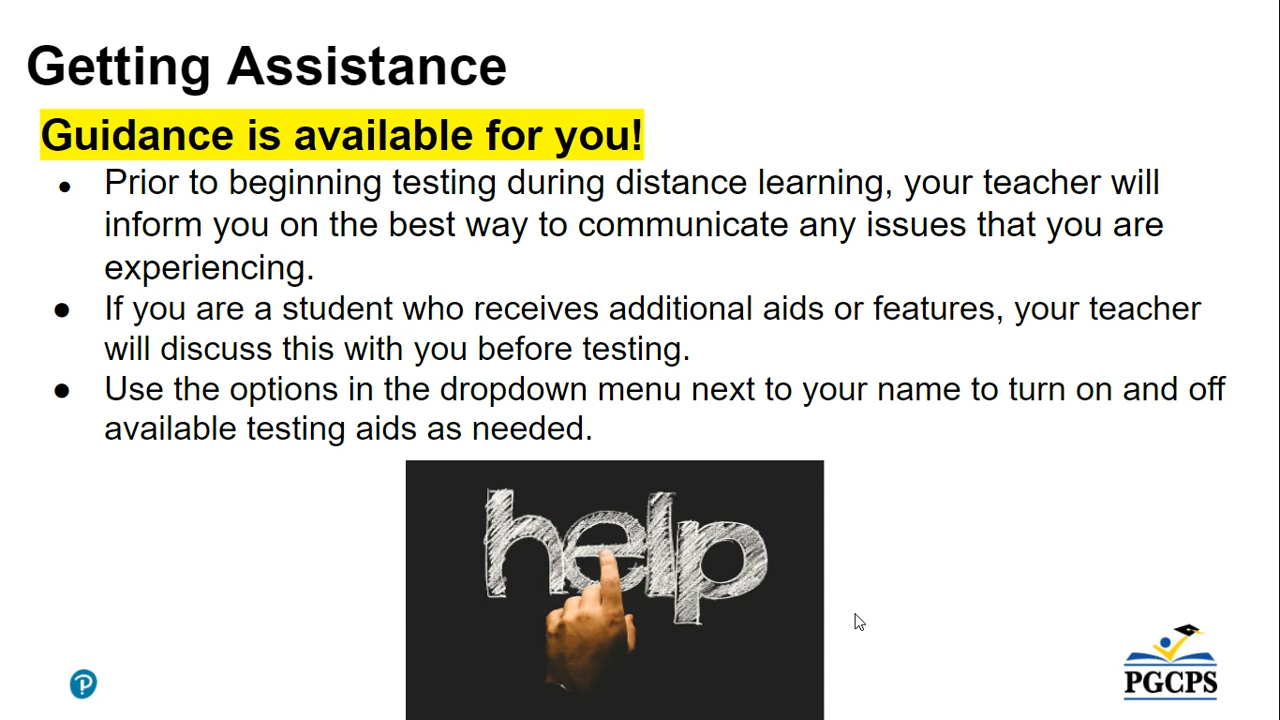 Getting Assistance
Guidance is available for you!
● Prior to beginning testing during distance learning, your teacher will
inform you on the best way to communicate any issues that you are
experiencing.
● If you are a student who receives additional aids or features, your teacher
will discuss this with you before testing.
● Use the options in the dropdown menu next to your name to turn on and off
available testing aids as needed.
help
P
PGCPS